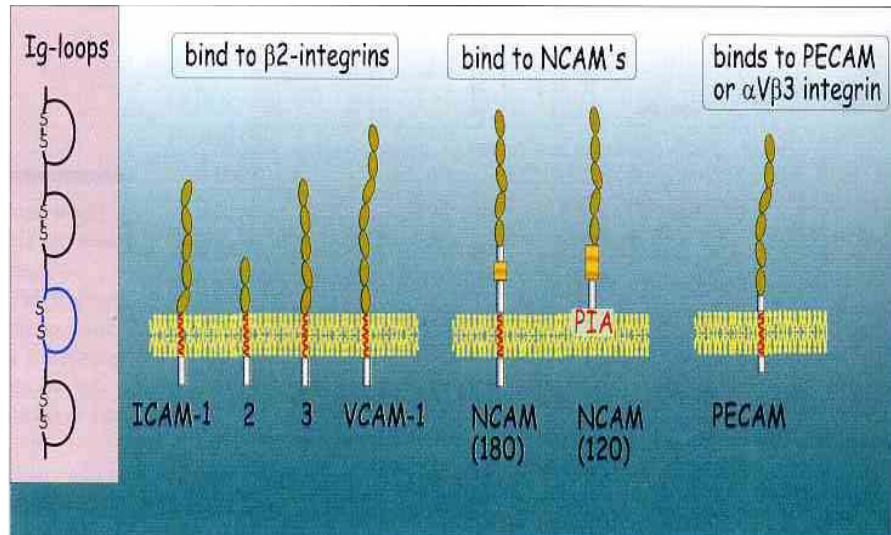 Ig-loops
S
S
S
S
S
S
S
S
bind to β2-integrins
bind to NCAM's
binds to PECAM
or αVβ3 integrin
PIA
ICAM-1 2 3 VCAM-1
NCAM
(180)
NCAM
(120)
PECAM